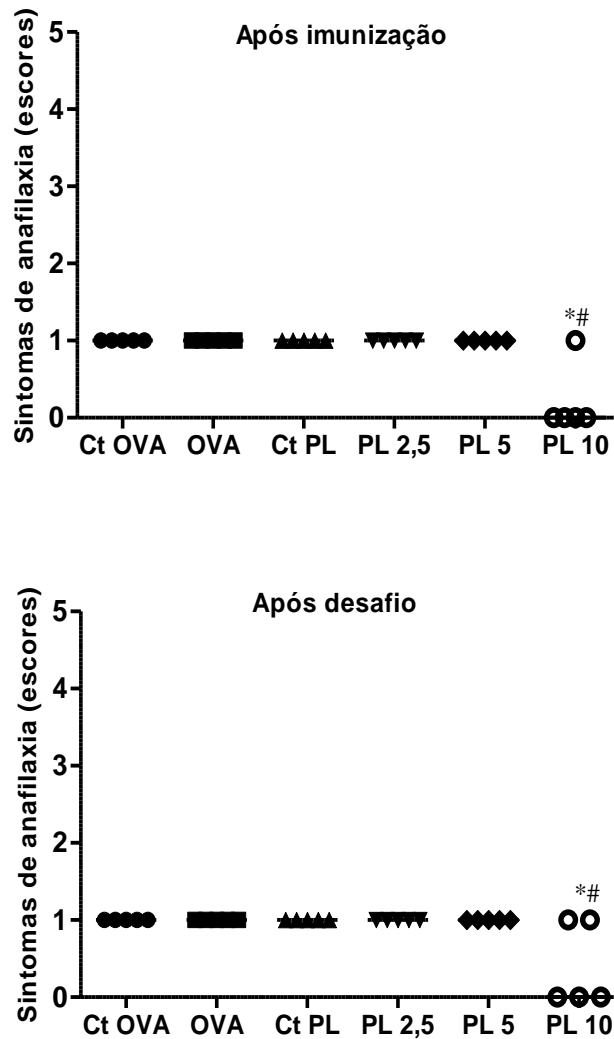 Após imunização
Sintomas de anafilaxia (escores)
5
4
3
2
1
0
*#
Ct OVA OVA Ct PL PL 2,5 PL 5 PL 10
Após desafio
Sintomas de anafilaxia (escores)
5
4
3
2
1
0
*#
Ct OVA OVA Ct PL PL 2,5 PL 5 PL 10